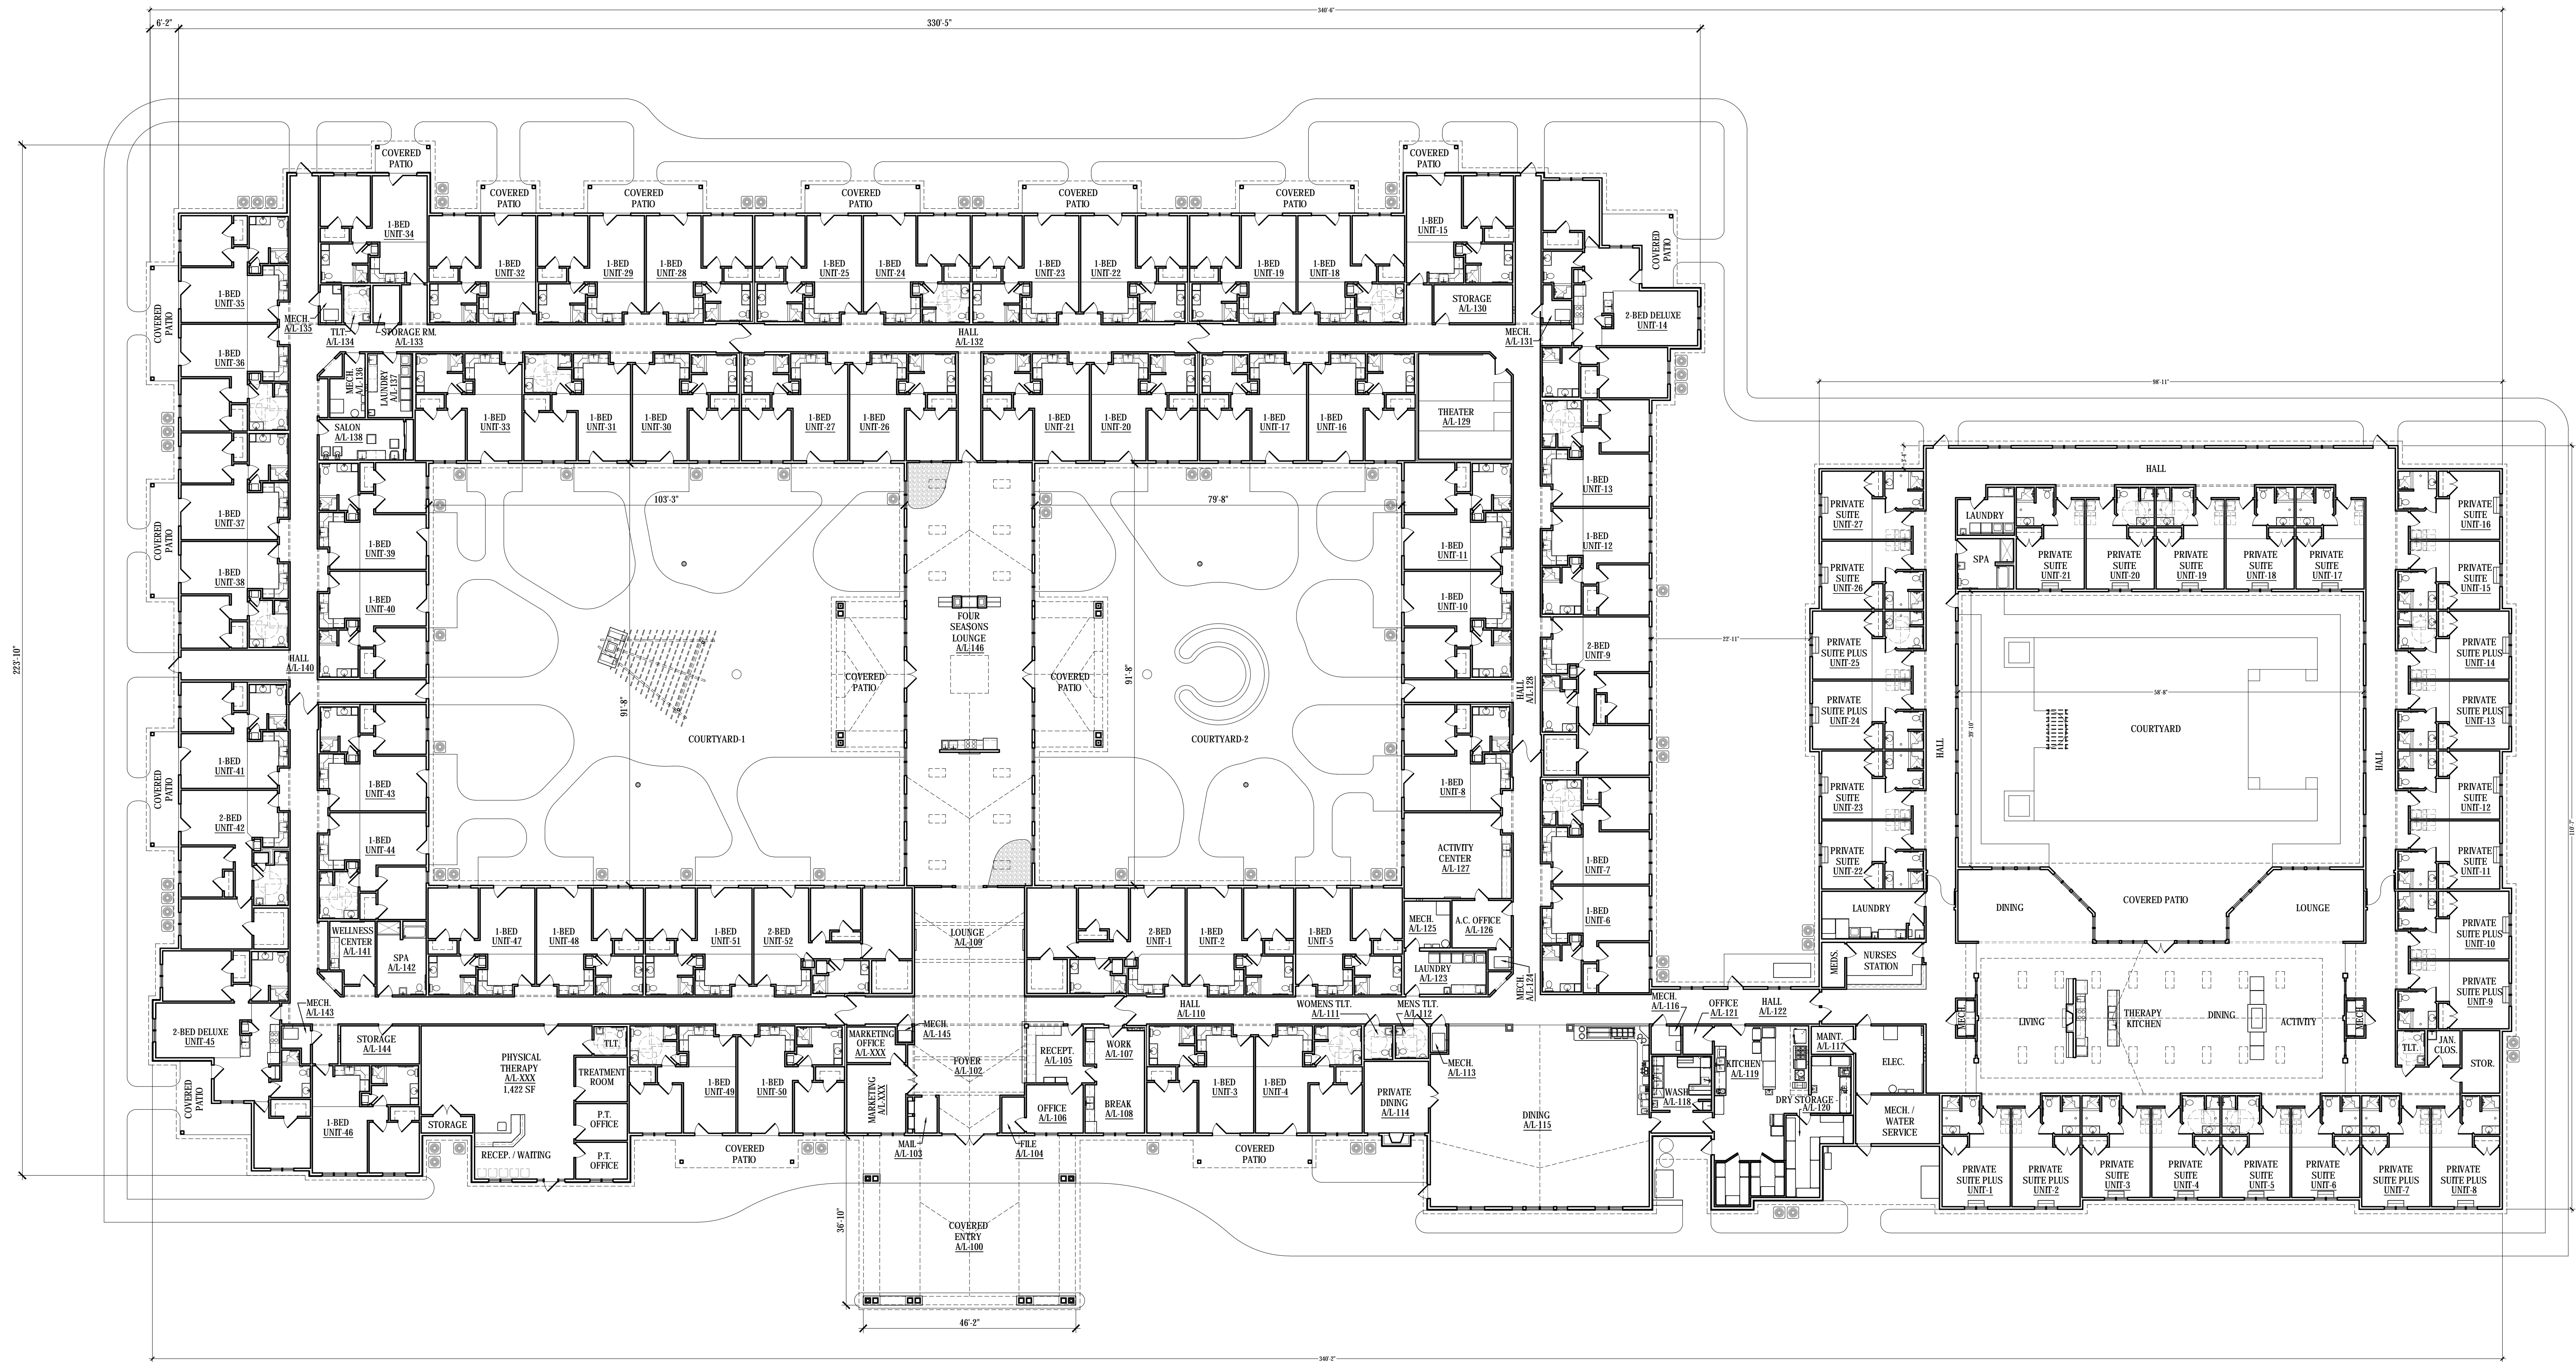 340'-6"
6'-2"
330'-5"
COVERED
PATIO
COVERED
PATIO
COVERED
PATIO
COVERED
PATIO
COVERED
PATIO
COVERED
PATIO
COVERED
PATIO
COVERED
PATIO
1-BED
UNIT-34
1-BED
UNIT-15
1-BED
UNIT-35
1-BED
UNIT-32
1-BED
UNIT-29
1-BED
UNIT-28
1-BED
UNIT-25
1-BED
UNIT-24
1-BED
UNIT-23
1-BED
UNIT-22
1-BED
UNIT-19
1-BED
UNIT-18
STORAGE
A/L-130
2-BED DELUXE
UNIT-14
MECH.
A/L-135
TLT.
A/L-134
STORAGE RM.
A/L-133
HALL
A/L-132
MECH.
A/L-131
1-BED
UNIT-36
MECH.
A/L-136
LAUNDRY
A/L-137
SALON
A/L-138
1-BED
UNIT-33
1-BED
UNIT-31
1-BED
UNIT-30
1-BED
UNIT-27
1-BED
UNIT-26
1-BED
UNIT-21
1-BED
UNIT-20
1-BED
UNIT-17
1-BED
UNIT-16
THEATER
A/L-129
98'-11"
COVERED
PATIO
COVERED
PATIO
COVERED
PATIO
1-BED
UNIT-37
1-BED
UNIT-38
1-BED
UNIT-39
1-BED
UNIT-40
103'-3"
79'-8"
1-BED
UNIT-11
1-BED
UNIT-10
1-BED
UNIT-13
1-BED
UNIT-12
2-BED
UNIT-9
223'-10"
HALL
A/L-140
FOUR
SEASONS
LOUNGE
A/L-146
COVERED
PATIO
COVERED
PATIO
91'-8"
91'-8"
COURTYARD-1
COURTYARD-2
HALL
A/L-128
22'-11"
1-BED
UNIT-41
2-BED
UNIT-42
1-BED
UNIT-43
1-BED
UNIT-44
1-BED
UNIT-8
ACTIVITY
CENTER
A/L-127
1-BED
UNIT-7
1-BED
UNIT-6
WELLNESS
CENTER
A/L-141
SPA
A/L-142
1-BED
UNIT-47
1-BED
UNIT-48
1-BED
UNIT-51
2-BED
UNIT-52
LOUNGE
A/L-109
2-BED
UNIT-1
1-BED
UNIT-2
1-BED
UNIT-5
MECH.
A/L-125
A.C. OFFICE
A/L-126
LAUNDRY
A/L-123
MECH.
A/L-124
MECH.
A/L-143
2-BED DELUXE
UNIT-45
STORAGE
A/L-144
PHYSICAL
THERAPY
A/L-XXX
1,422 SF
TLT.
TREATMENT
ROOM
P.T.
OFFICE
P.T.
OFFICE
STORAGE
RECEP. / WAITING
COVERED
PATIO
1-BED
UNIT-46
1-BED
UNIT-49
1-BED
UNIT-50
COVERED
PATIO
MARKETING
OFFICE
A/L-XXX
MARKETING
A/L-XXX
MECH.
A/L-145
FOYER
A/L-102
MAIL
A/L-103
FILE
A/L-104
RECEPT.
A/L-105
OFFICE
A/L-106
WORK
A/L-107
BREAK
A/L-108
HALL
A/L-110
WOMENS TLT.
A/L-111
MENS TLT.
A/L-112
MECH.
A/L-113
1-BED
UNIT-3
1-BED
UNIT-4
COVERED
PATIO
PRIVATE
DINING
A/L-114
DINING
A/L-115
MECH.
A/L-116
OFFICE
A/L-121
HALL
A/L-122
MAINT.
A/L-117
WASH
A/L-118
KITCHEN
A/L-119
DRY STORAGE
A/L-120
ELEC.
MECH. /
WATER
SERVICE
COVERED
ENTRY
A/L-100
36'-10"
46'-2"
340'-2"
HALL
PRIVATE
SUITE
UNIT-27
PRIVATE
SUITE
UNIT-26
PRIVATE
SUITE PLUS
UNIT-25
PRIVATE
SUITE PLUS
UNIT-24
PRIVATE
SUITE
UNIT-23
PRIVATE
SUITE
UNIT-22
LAUNDRY
SPA
PRIVATE
SUITE
UNIT-21
PRIVATE
SUITE
UNIT-20
PRIVATE
SUITE
UNIT-19
PRIVATE
SUITE
UNIT-18
PRIVATE
SUITE
UNIT-17
PRIVATE
SUITE
UNIT-16
PRIVATE
SUITE
UNIT-15
PRIVATE
SUITE PLUS
UNIT-14
PRIVATE
SUITE PLUS
UNIT-13
PRIVATE
SUITE
UNIT-12
PRIVATE
SUITE
UNIT-11
PRIVATE
SUITE PLUS
UNIT-10
PRIVATE
SUITE PLUS
UNIT-9
58'-8"
39'-10"
COURTYARD
HALL
HALL
110'-7"
DINING
COVERED PATIO
LOUNGE
LAUNDRY
MEDS.
NURSES
STATION
MECH.
LIVING
THERAPY
KITCHEN
DINING
ACTIVITY
MECH.
TLT.
JAN.
CLOS.
STOR.
PRIVATE
SUITE PLUS
UNIT-1
PRIVATE
SUITE PLUS
UNIT-2
PRIVATE
SUITE
UNIT-3
PRIVATE
SUITE
UNIT-4
PRIVATE
SUITE
UNIT-5
PRIVATE
SUITE
UNIT-6
PRIVATE
SUITE PLUS
UNIT-7
PRIVATE
SUITE PLUS
UNIT-8